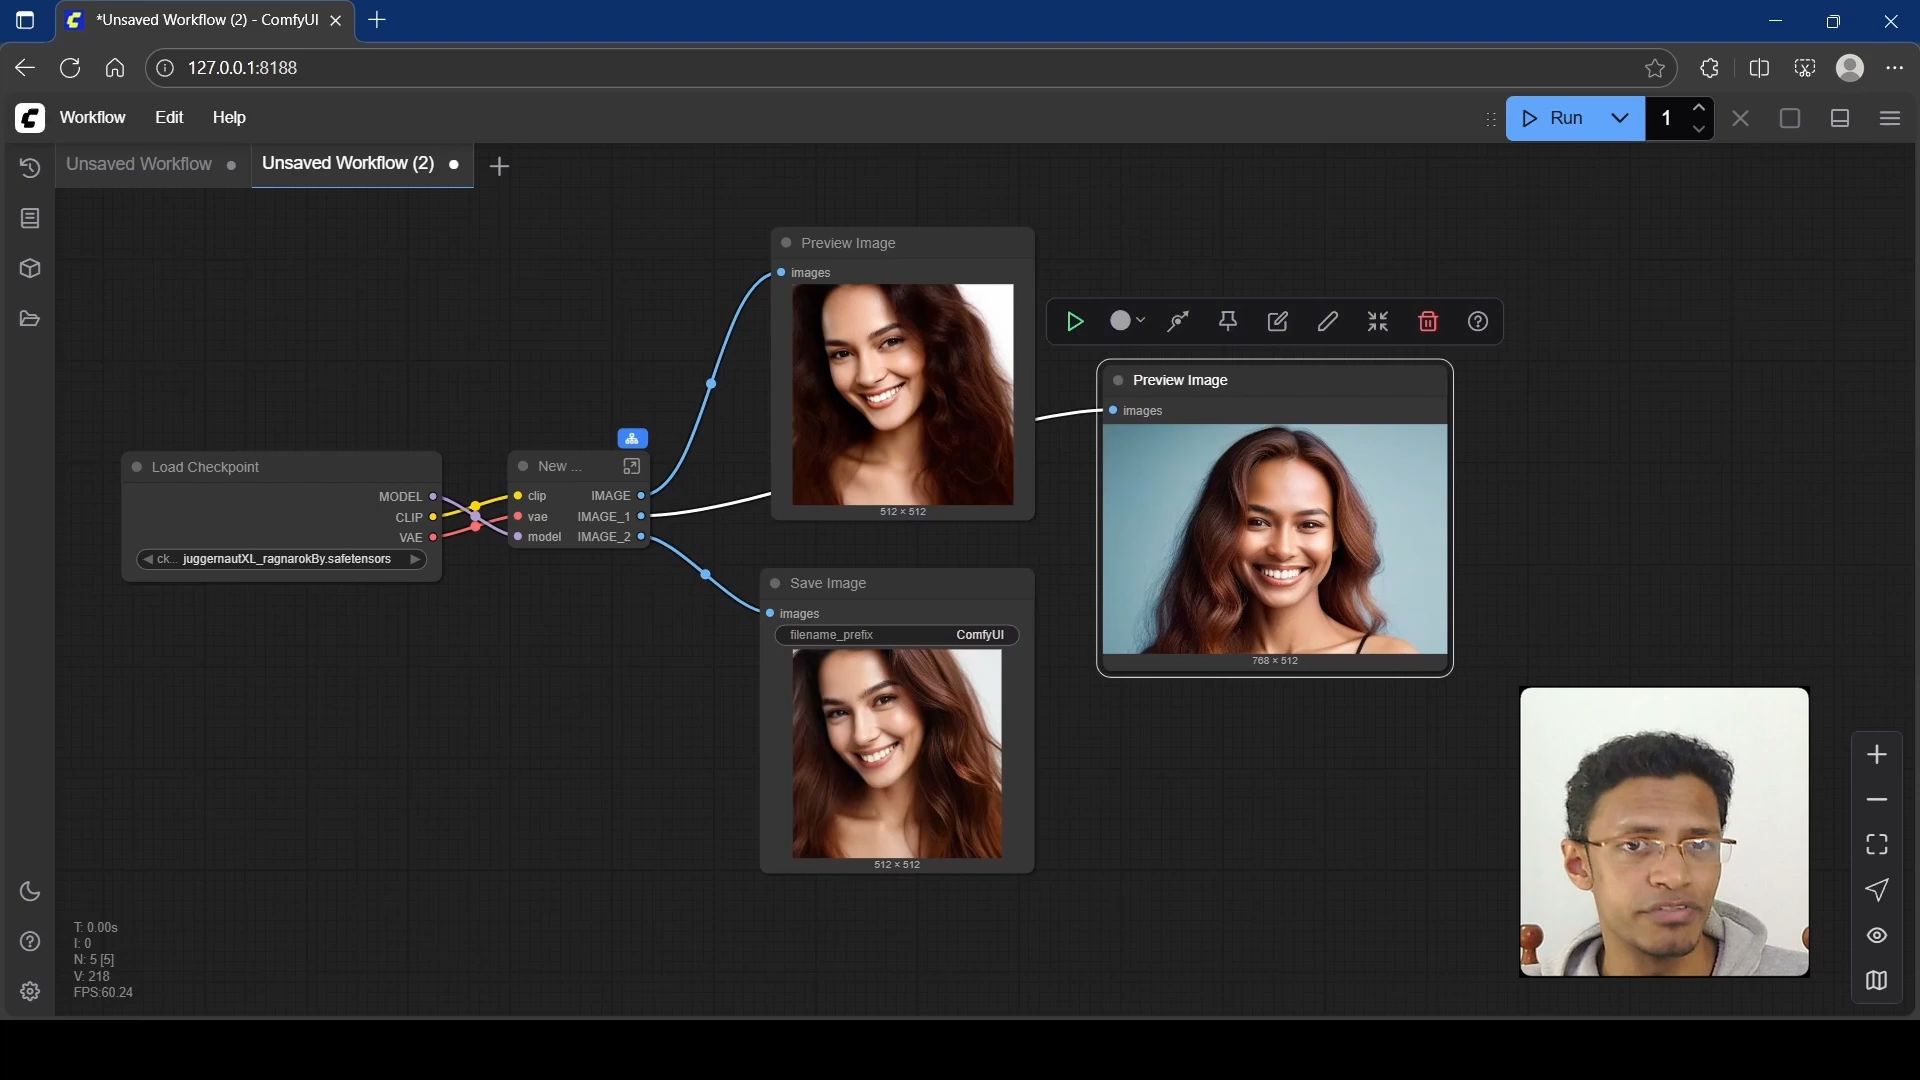 *Unsaved Workflow (2) - ComfyUI
127.0.0.1:8188
Workflow Edit Help
Run 1
Unsaved Workflow
Unsaved Workflow (2)
Preview Image
images
512 × 512
Preview Image
images
768 × 512
Load Checkpoint
MODEL
CLIP
VAE
ck... juggernautXL_ragnarokBy.safetensors
New ...
clip IMAGE
vae IMAGE_1
model IMAGE_2
Save Image
images
filename_prefix ComfyUI
512 × 512
T: 0.00s
I: 0
N: 5 [5]
V: 218
FPS:60.24